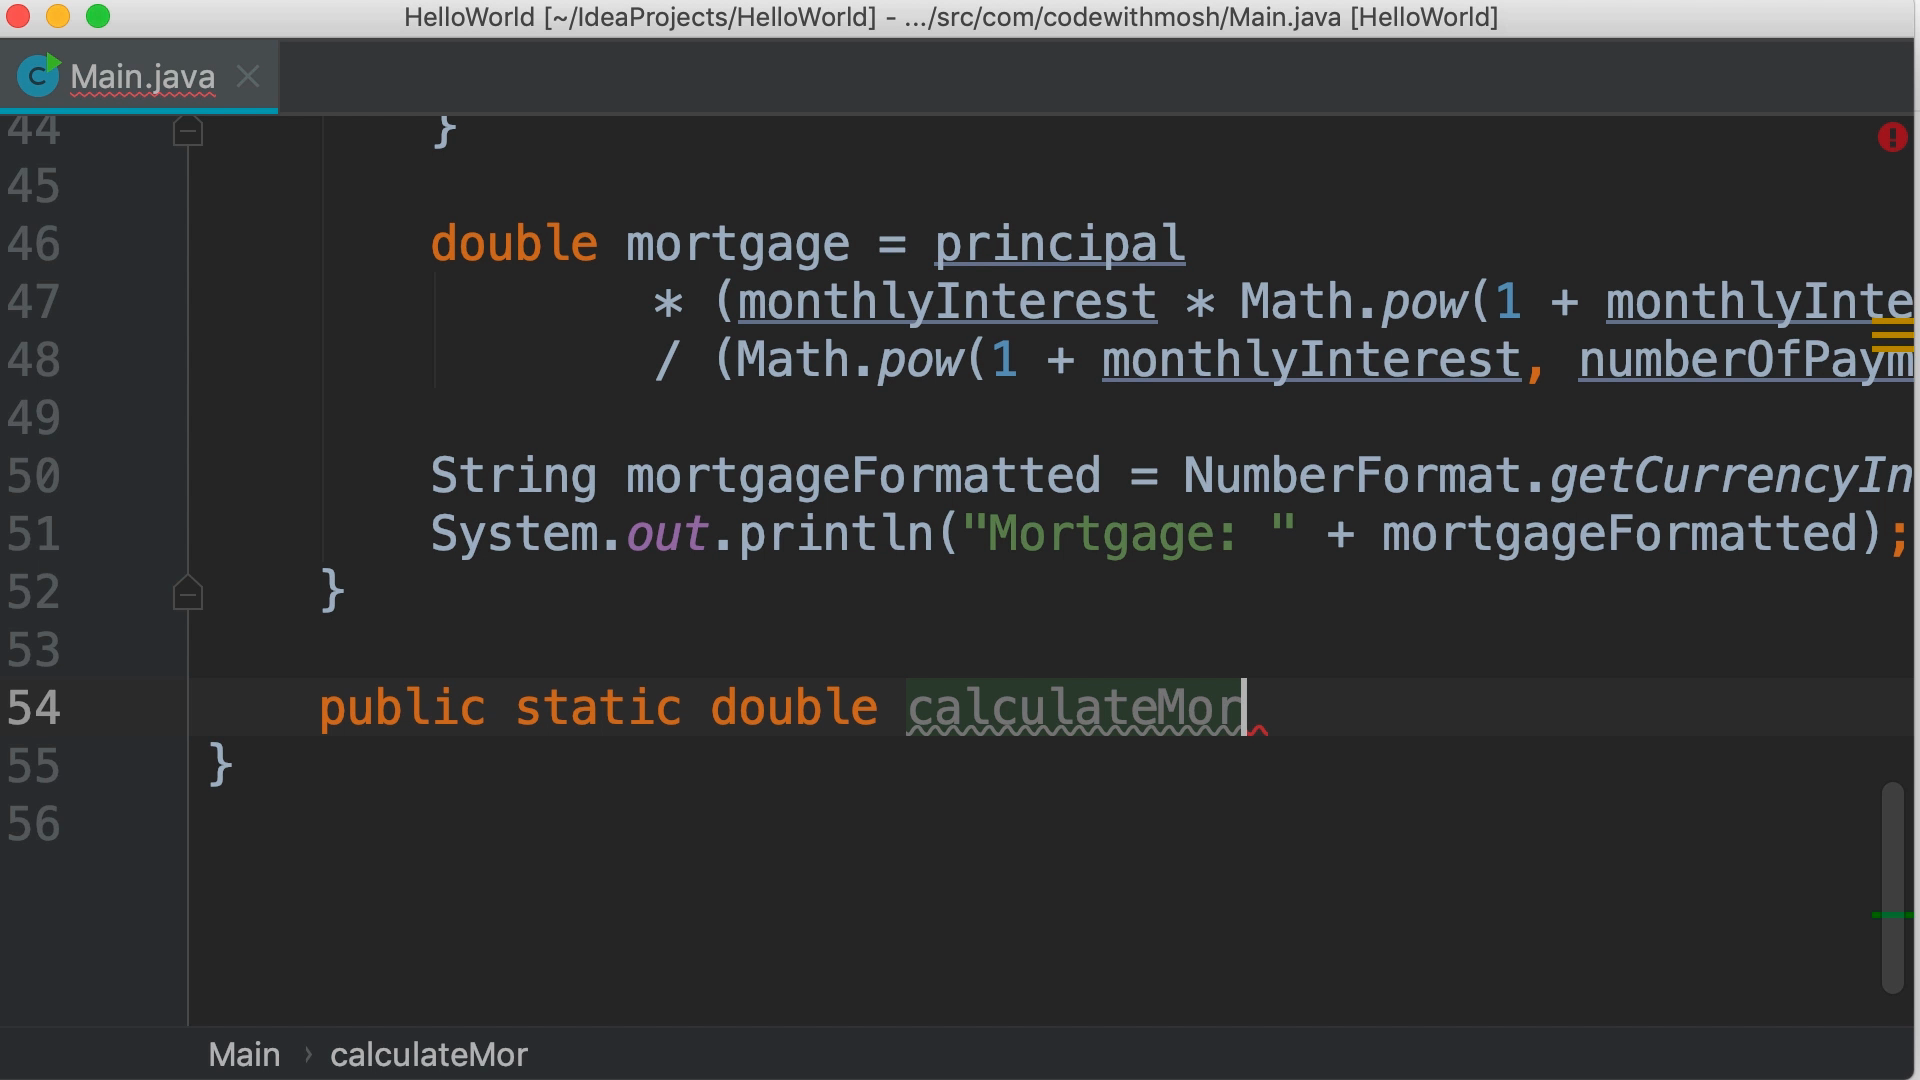 HelloWorld [~/IdeaProjects/HelloWorld] - .../src/com/codewithmosh/Main.java [HelloWorld]
Main.java
44 }
45
46 double mortgage = principal
47 * (monthlyInterest * Math.pow(1 + monthlyInte
48 / (Math.pow(1 + monthlyInterest, numberOfPaym
49
50 String mortgageFormatted = NumberFormat.getCurrencyIn
51 System.out.println("Mortgage: " + mortgageFormatted);
52 }
53
54 public static double calculateMor
55 }
56
Main › calculateMor